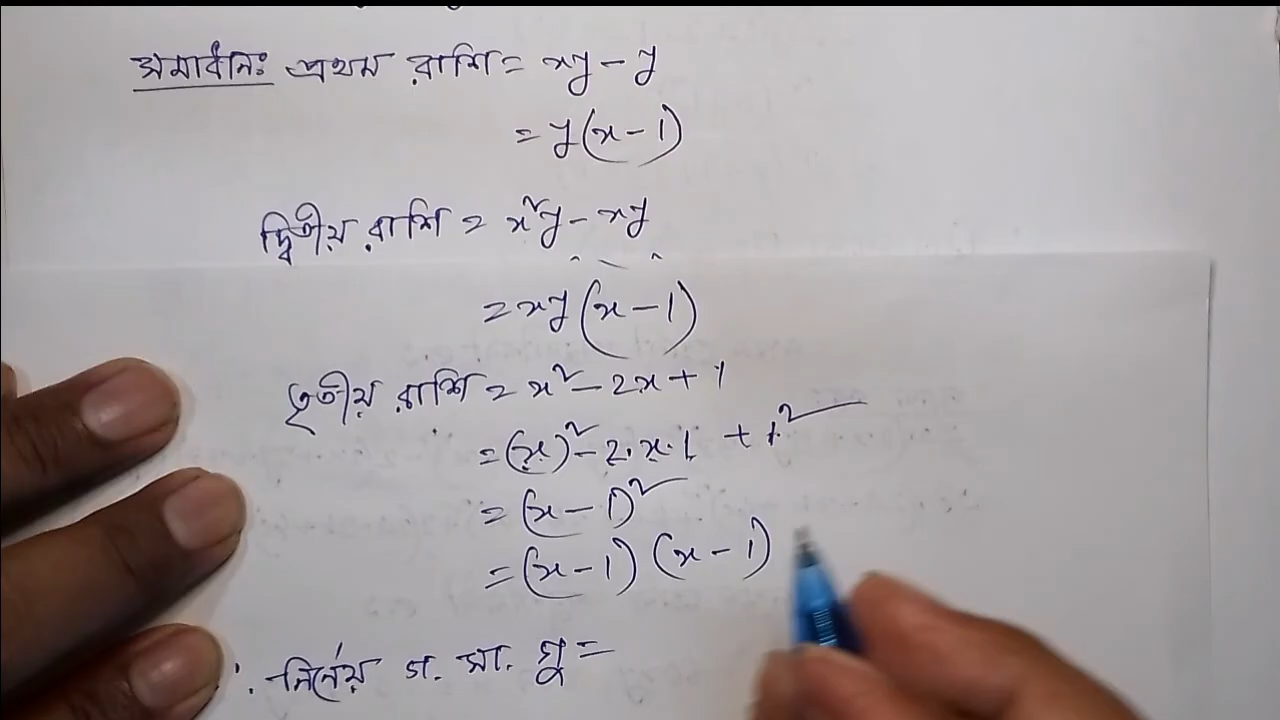 সমাধানঃ প্রথম রাশি = xy - y
= y(x - 1)
দ্বিতীয় রাশি = x²y - xy
= xy(x - 1)
তৃতীয় রাশি = x² - 2x + 1
= (x)² - 2.x.1 + 1²
= (x - 1)²
= (x - 1) (x - 1)
∴ নির্ণেয় গ. সা. গু =